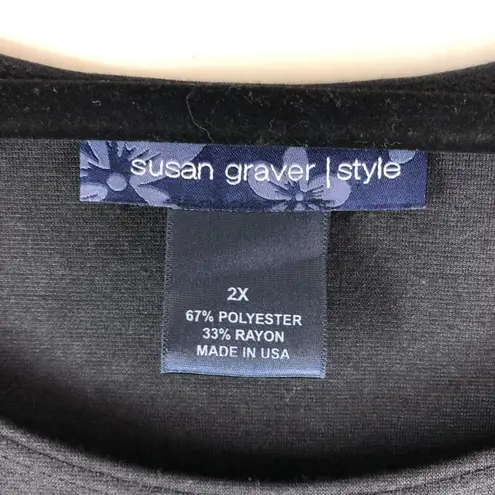 susan graver | style
2X
67% POLYESTER
33% RAYON
MADE IN USA